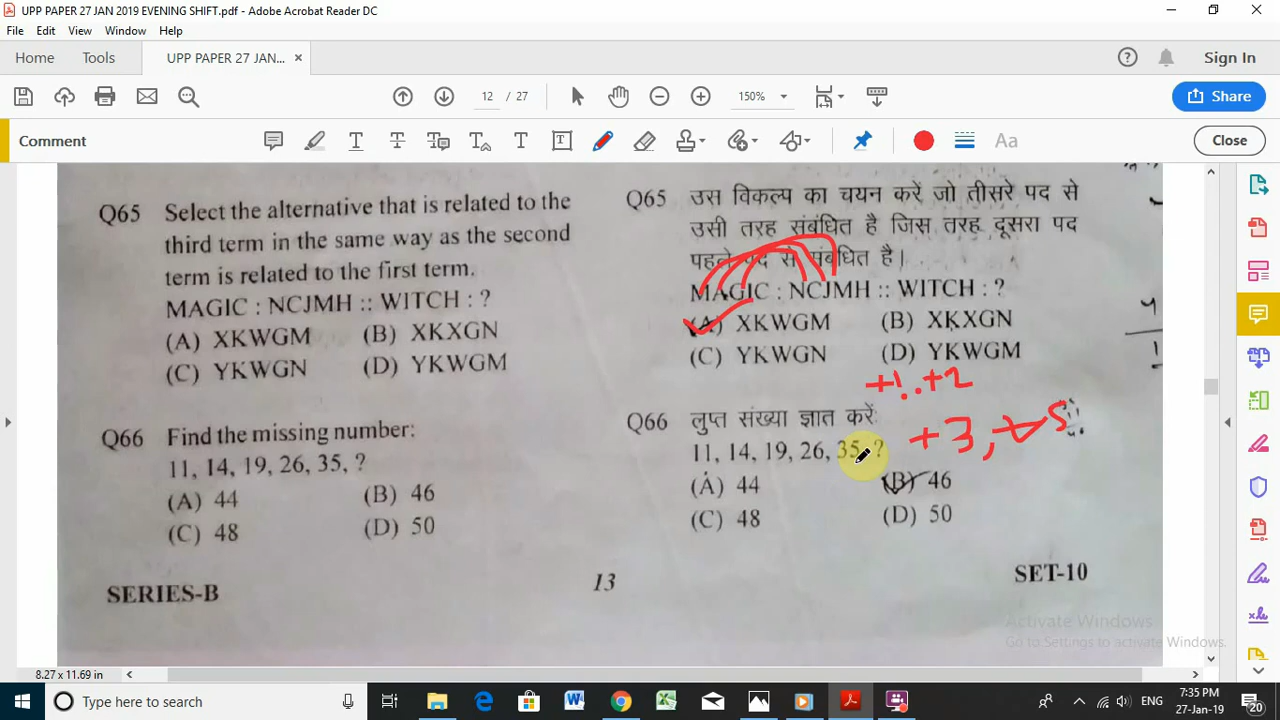 UPP PAPER 27 JAN 2019 EVENING SHIFT.pdf - Adobe Acrobat Reader DC
File Edit View Window Help
Home Tools UPP PAPER 27 JAN... × Sign In
12 / 27 150% Share
Comment Aa Close
Q65 Select the alternative that is related to the
third term in the same way as the second
term is related to the first term.
MAGIC : NCJMH :: WITCH : ?
(A) XKWGM (B) XKXGN
(C) YKWGN (D) YKWGM
Q66 Find the missing number:
11, 14, 19, 26, 35, ?
(A) 44 (B) 46
(C) 48 (D) 50
SERIES-B
Q65 उस विकल्प का चयन करें जो तीसरे पद से
उसी तरह संबंधित है जिस तरह दूसरा पद
पहले पद से संबंधित है।
MAGIC : NCJMH :: WITCH : ?
(A) XKWGM (B) XKXGN
(C) YKWGN (D) YKWGM
+1..+2
Q66 लुप्त संख्या ज्ञात करें:
+3, +5
11, 14, 19, 26, 35, ?
(A) 44 (B) 46
(C) 48 (D) 50
13
SET-10
Activate Windows
Go to Settings to activate Windows.
8.27 x 11.69 in
Type here to search
ENG 7:35 PM
27-Jan-19 20